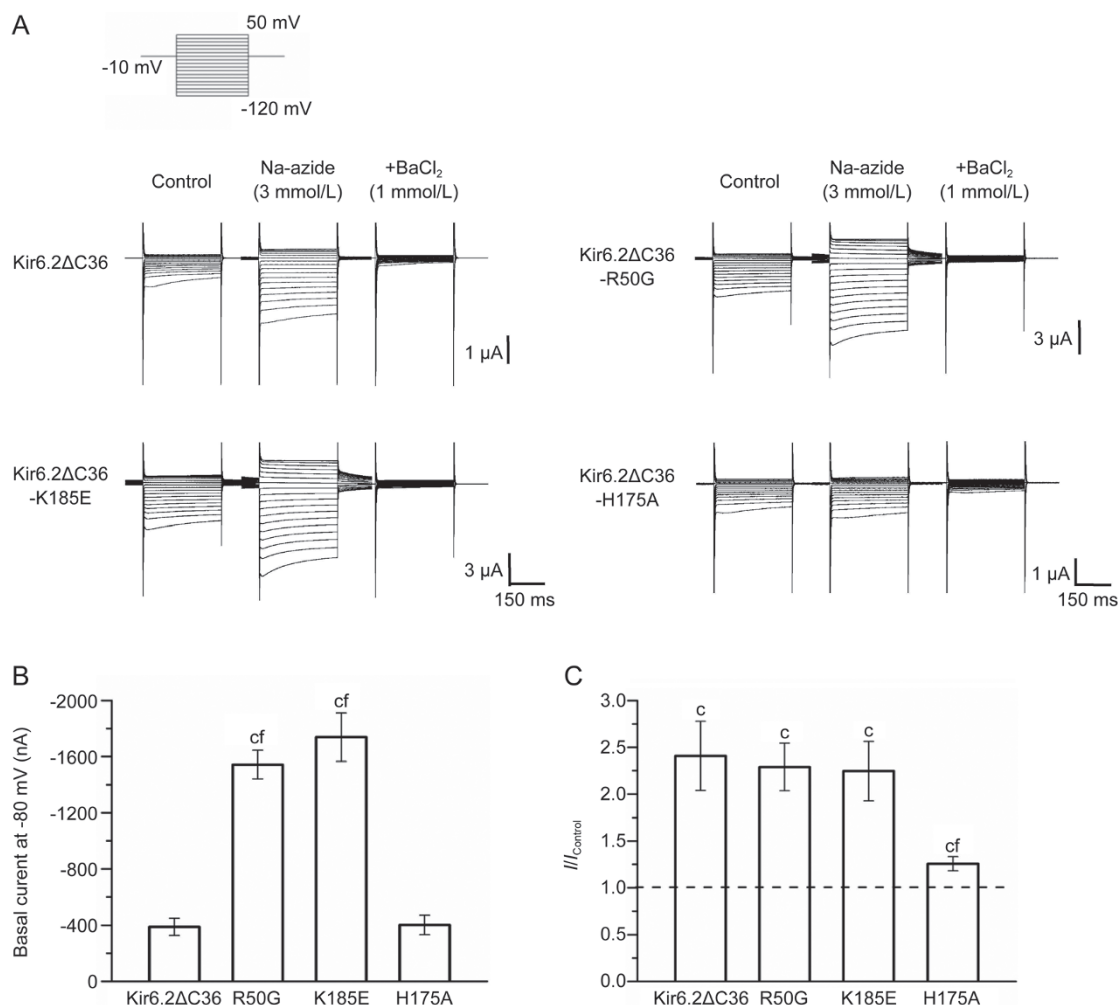 A
50 mV
-10 mV
-120 mV
Control
Na-azide
(3 mmol/L)
+BaCl₂
(1 mmol/L)
Kir6.2ΔC36
1 μA
Control
Na-azide
(3 mmol/L)
+BaCl₂
(1 mmol/L)
Kir6.2ΔC36
-R50G
3 μA
Kir6.2ΔC36
-K185E
3 μA
150 ms
Kir6.2ΔC36
-H175A
1 μA
150 ms
B
Basal curent at -80 mV (nA)
-2000
-1600
-1200
-800
-400
0
cf
cf
Kir6.2ΔC36 R50G K185E H175A
C
I/I Control
3.0
2.5
2.0
1.5
1.0
0.5
0.0
c
c
c
cf
Kir6.2ΔC36 R50G K185E H175A